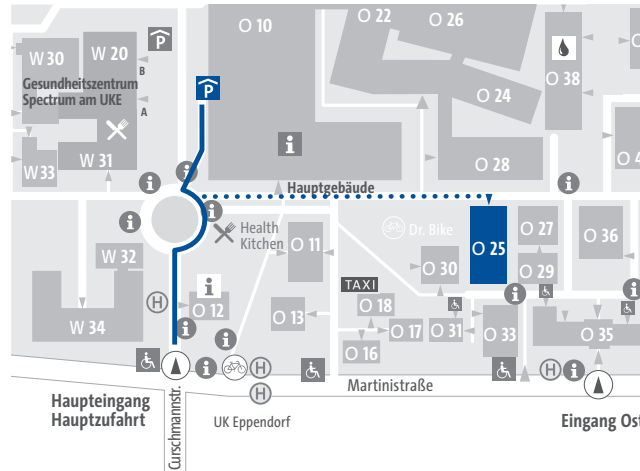 O 10
O 22
O 26
W 30
W 20
P
B
O 38
Gesundheitszentrum
Spectrum am UKE
P
O 24
A
i
W 31
W 33
O 28
i
i
i
Hauptgebäude
i
i
Health
Kitchen
Dr. Bike
O 27
O 36
O 11
O 25
W 32
O 30
O 29
i
TAXI
H
O 12
O 18
i
i
W 34
O 13
O 17
O 31
O 33
O 35
i
i
O 16
i
H
H
i
Martinistraße
H
Haupteingang
Hauptzufahrt
Curschmannstr.
UK Eppendorf
Eingang Ost